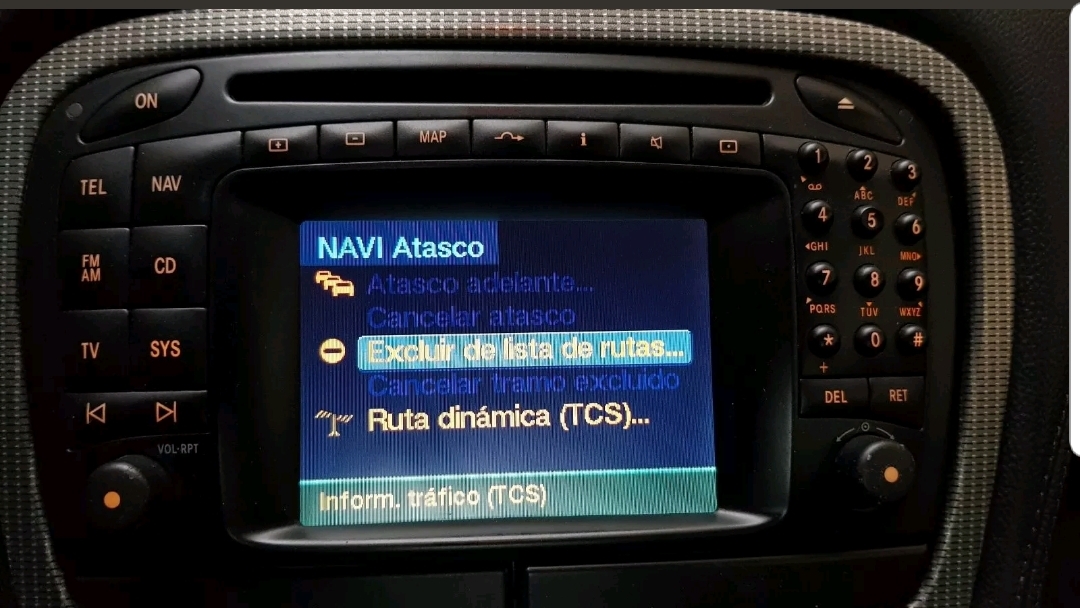 ON
MAP
i
TEL
NAV
FM
AM
CD
TV
SYS
VOL·RPT
NAVI Atasco
Atasco adelante...
Cancelar atasco
Excluir de lista de rutas...
Cancelar tramo excluido
Ruta dinámica (TCS)...
Inform. tráfico (TCS)
1
2
3
ABC
DEF
4
5
6
GHI
JKL
MNO
7
8
9
PQRS
TUV
WXYZ
*
0
#
+
DEL
RET